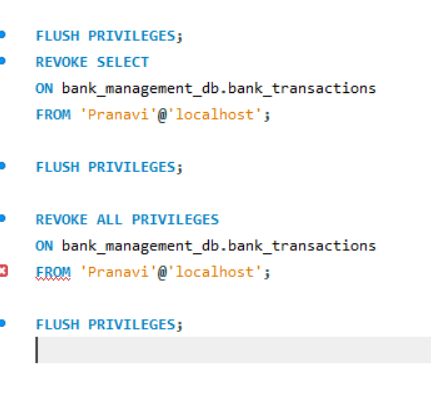 FLUSH PRIVILEGES;
REVOKE SELECT
ON bank_management_db.bank_transactions
FROM 'Pranavi'@'localhost';
FLUSH PRIVILEGES;
REVOKE ALL PRIVILEGES
ON bank_management_db.bank_transactions
FROM 'Pranavi'@'localhost';
FLUSH PRIVILEGES;